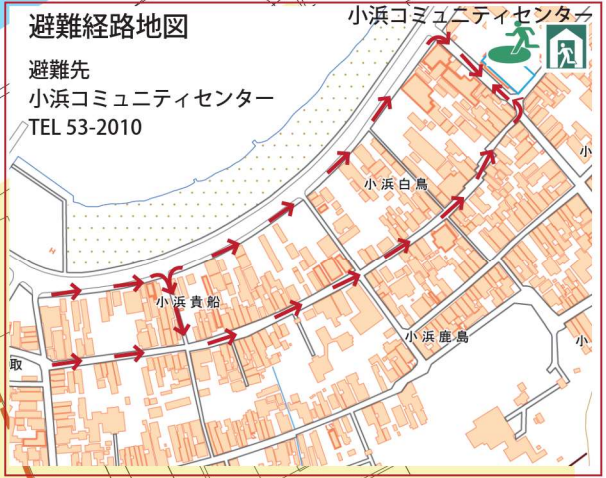 避難経路地図
小浜コミュニティセンター
避難先
小浜コミュニティセンター
TEL 53-2010
小浜白鳥
小
小浜貴船
小浜鹿島
小
取